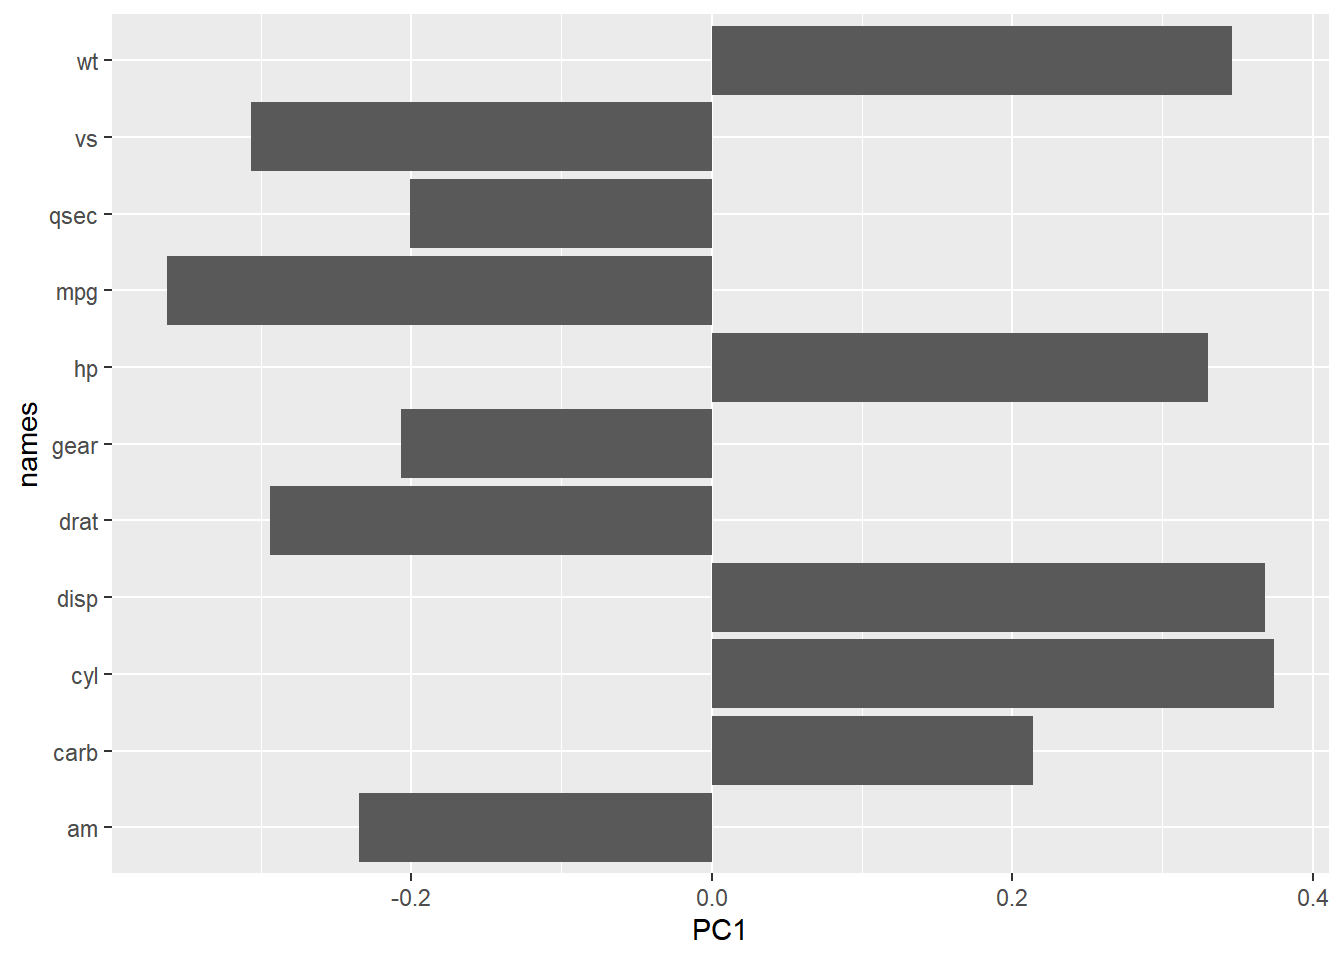 wt
vs
qsec
mpg
hp
gear
drat
disp
cyl
carb
am
names
-0.2 0.0 0.2 0.4
PC1